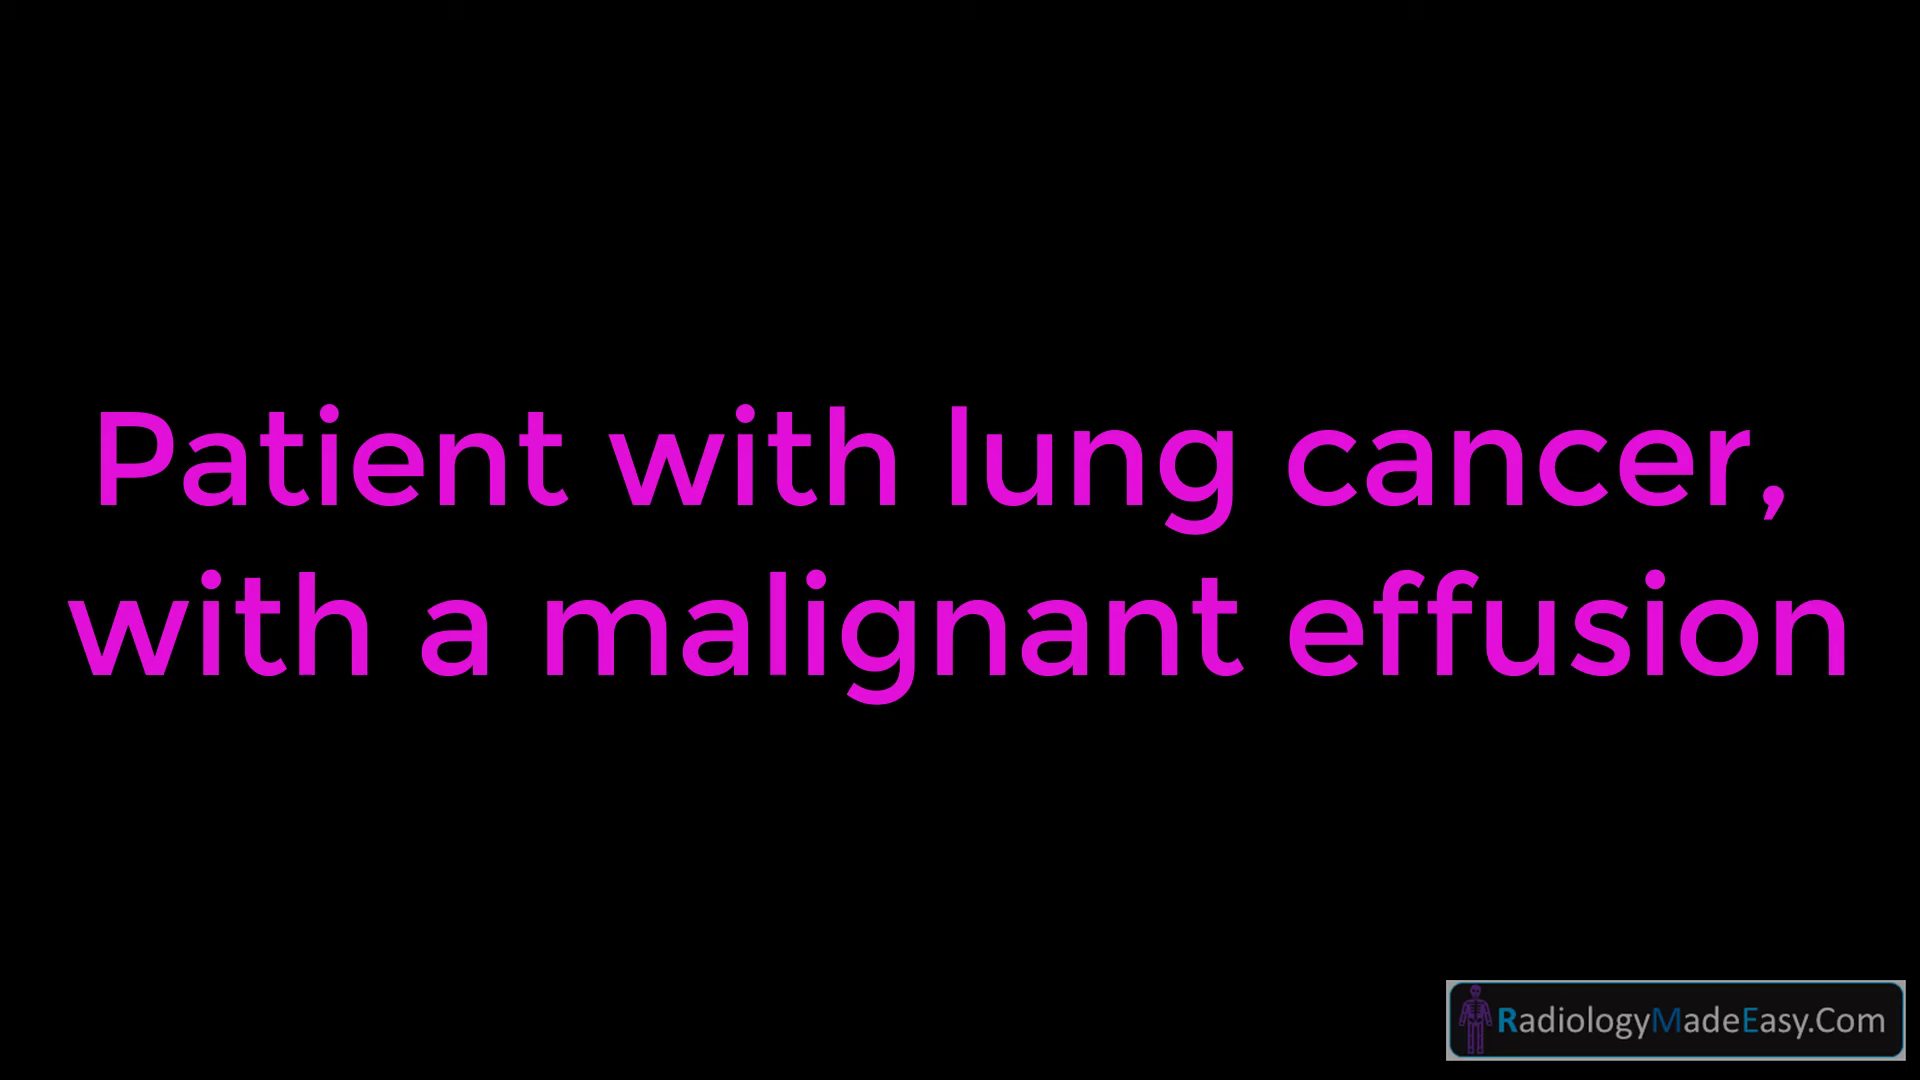 Patient with lung cancer,
with a malignant effusion
RadiologyMadeEasy.Com